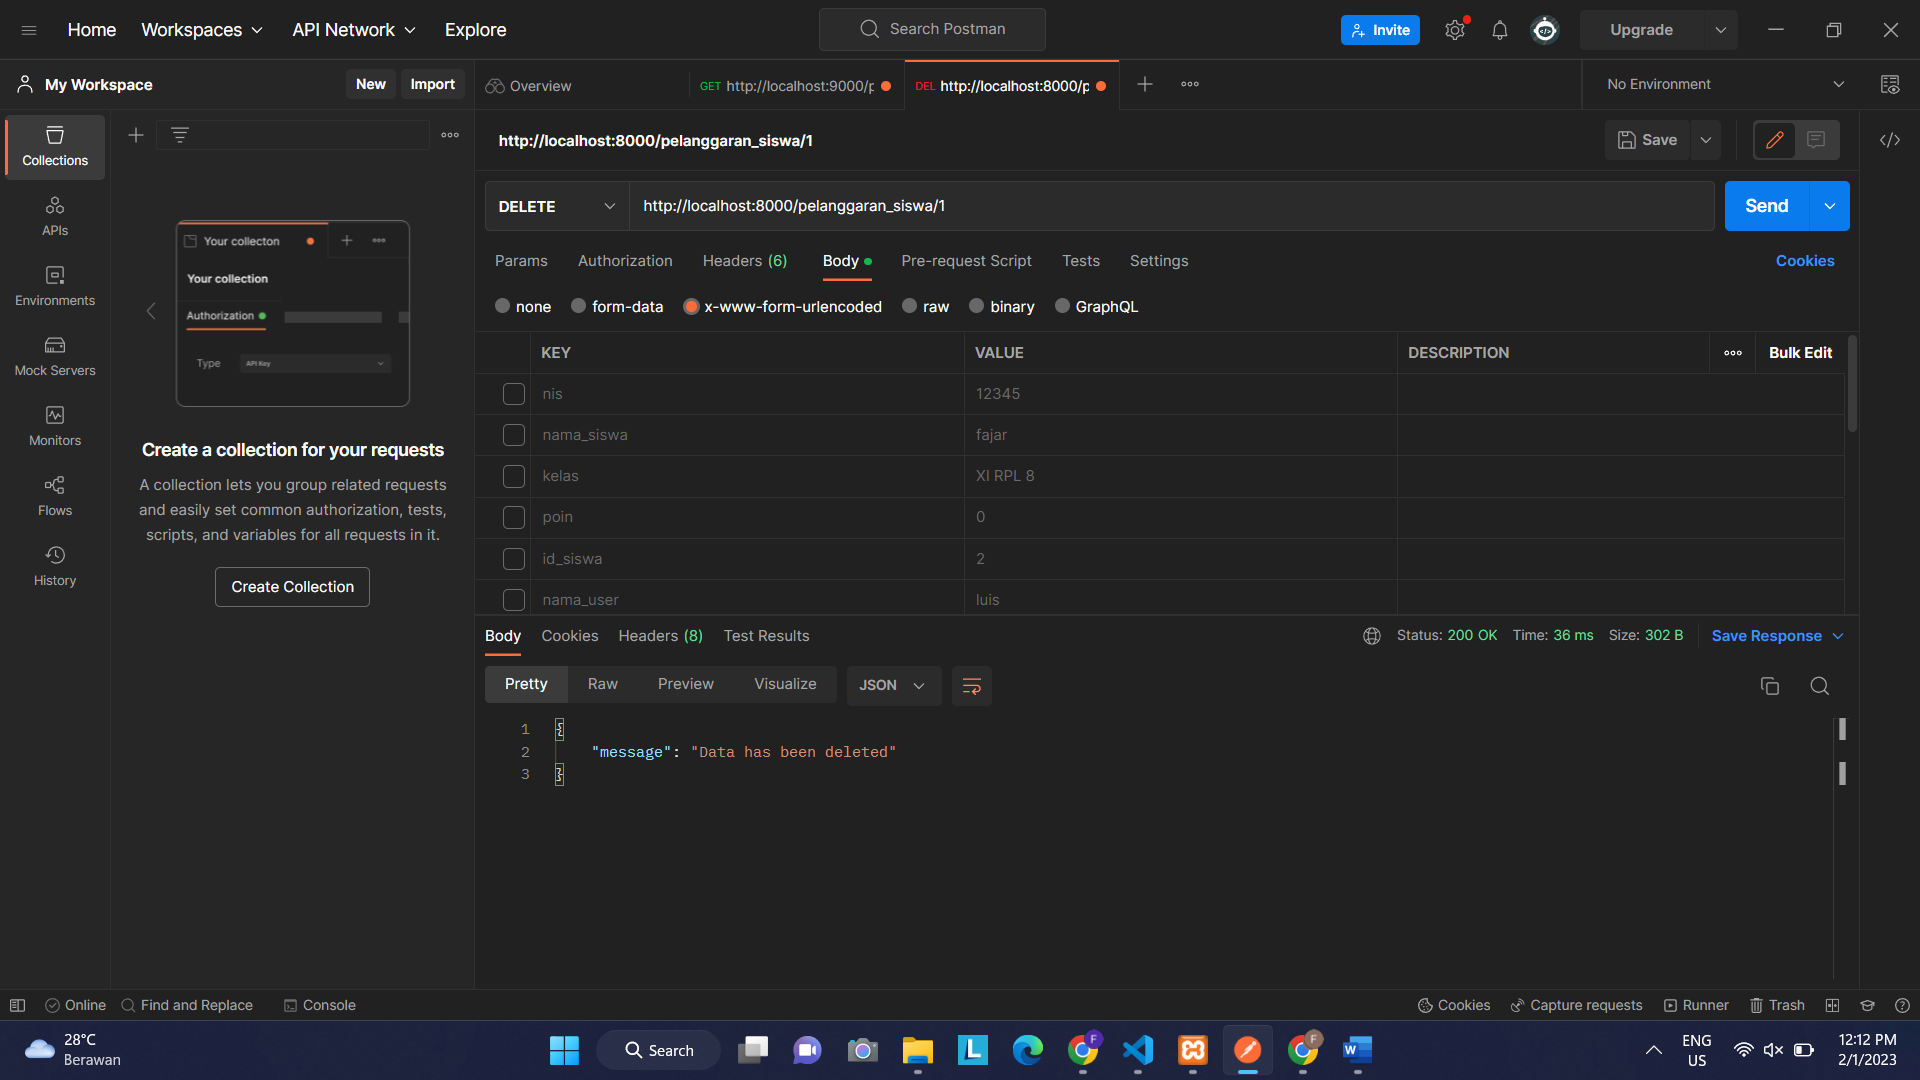 Home
Workspaces
API Network
Explore
Search Postman
Invite
Upgrade
My Workspace
New
Import
Overview
GET http://localhost:9000/p
DEL http://localhost:8000/p
No Environment
Collections
APIs
Environments
Mock Servers
Monitors
Flows
History
Your collecton
Your collection
Authorization
Type
API Key
Create a collection for your requests
A collection lets you group related requests
and easily set common authorization, tests,
scripts, and variables for all requests in it.
Create Collection
http://localhost:8000/pelanggaran_siswa/1
Save
DELETE
http://localhost:8000/pelanggaran_siswa/1
Send
Params
Authorization
Headers (6)
Body
Pre-request Script
Tests
Settings
Cookies
none
form-data
x-www-form-urlencoded
raw
binary
GraphQL
KEY
VALUE
DESCRIPTION
Bulk Edit
nis
12345
nama_siswa
fajar
kelas
XI RPL 8
poin
0
id_siswa
2
nama_user
luis
Body
Cookies
Headers (8)
Test Results
Status: 200 OK
Time: 36 ms
Size: 302 B
Save Response
Pretty
Raw
Preview
Visualize
JSON
1 {
2 "message": "Data has been deleted"
3 }
Online
Find and Replace
Console
Cookies
Capture requests
Runner
Trash
28°C
Berawan
Search
L
F
F
W
ENG
US
12:12 PM
2/1/2023